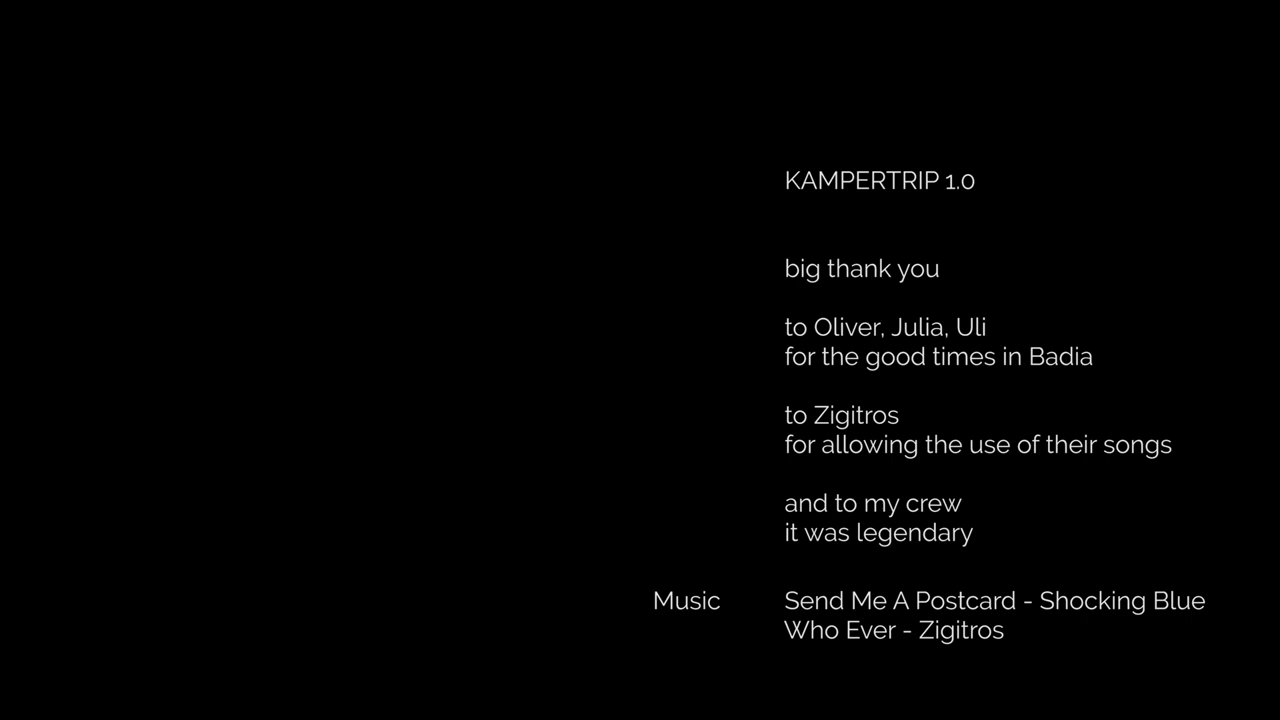 KAMPERTRIP 1.0
big thank you
to Oliver, Julia, Uli
for the good times in Badia
to Zigitros
for allowing the use of their songs
and to my crew
it was legendary
Music Send Me A Postcard - Shocking Blue
Who Ever - Zigitros